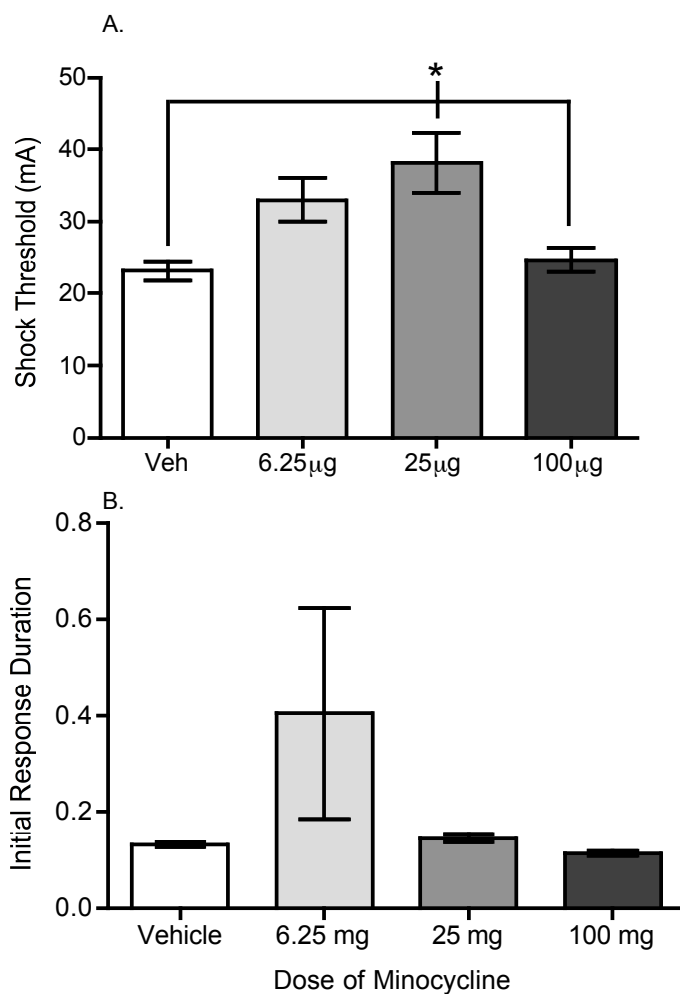 A.
*
50
40
30
20
10
0
Shock Threshold (mA)
Veh 6.25µg 25µg 100µg
B.
0.8
0.6
0.4
0.2
0.0
Initial Response Duration
Vehicle 6.25 mg 25 mg 100 mg
Dose of Minocycline